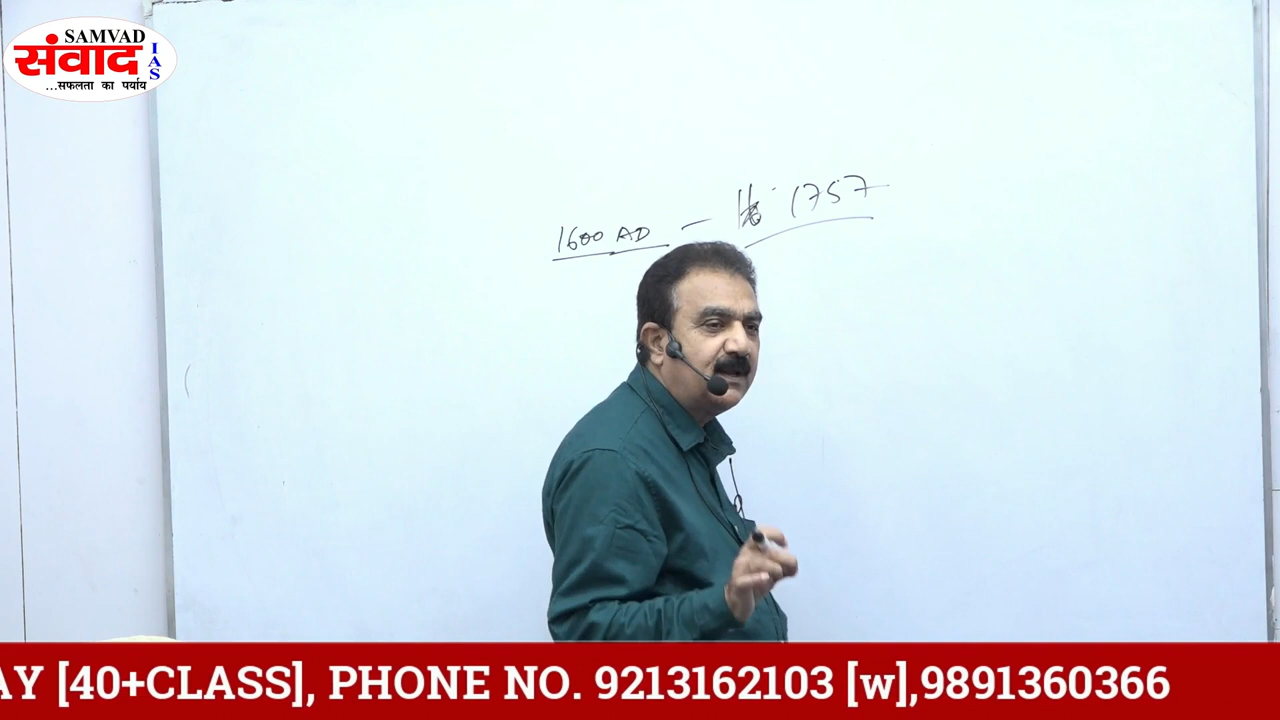 SAMVAD
संवाद
IAS
...सफलता का पर्याय
1600 AD - 1757
AY [40+CLASS], PHONE NO. 9213162103 [w],9891360366